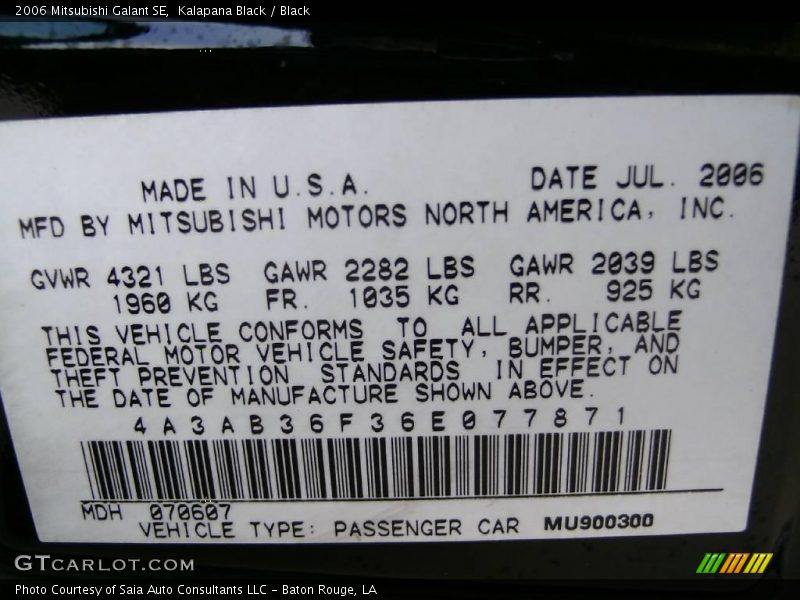 2006 Mitsubishi Galant SE,  Kalapana Black / Black
MADE IN U.S.A. DATE JUL. 2006
MFD BY MITSUBISHI MOTORS NORTH AMERICA, INC.
GVWR 4321 LBS GAWR 2282 LBS GAWR 2039 LBS
1960 KG FR. 1035 KG RR. 925 KG
THIS VEHICLE CONFORMS TO ALL APPLICABLE
FEDERAL MOTOR VEHICLE SAFETY, BUMPER, AND
THEFT PREVENTION STANDARDS IN EFFECT ON
THE DATE OF MANUFACTURE SHOWN ABOVE.
4A3AB36F36E077871
MDH 070607
VEHICLE TYPE: PASSENGER CAR MU900300
GTCARLOT.COM
Photo Courtesy of Saia Auto Consultants LLC - Baton Rouge, LA